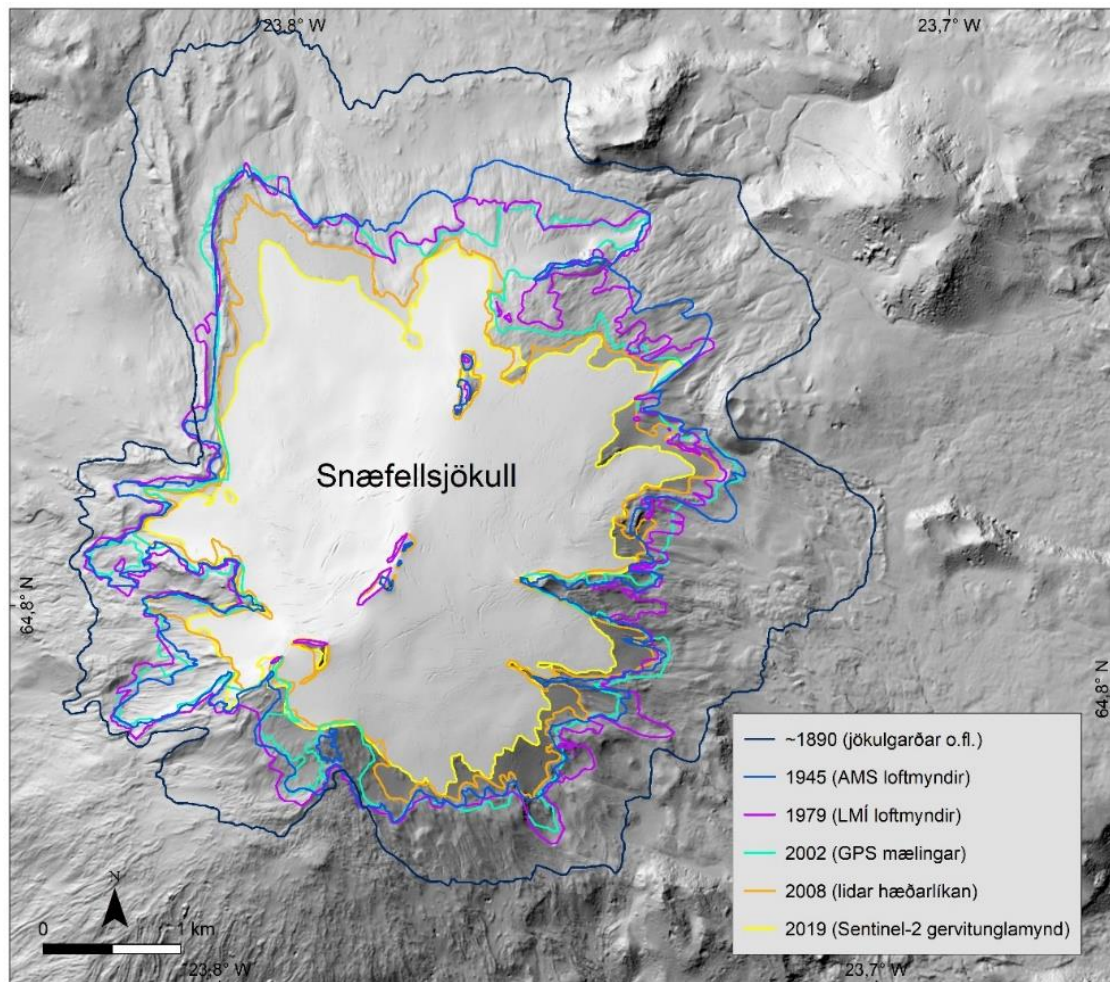 23,8° W
23,7° W
Snæfellsjökull
64,8° N
64,8° N
~1890 (jökulgarðar o.fl.)
1945 (AMS loftmyndir)
1979 (LMÍ loftmyndir)
2002 (GPS mælingar)
2008 (lidar hæðarlíkan)
2019 (Sentinel-2 gervitunglamynd)
N
0 1 km
23,8° W
23,7° W